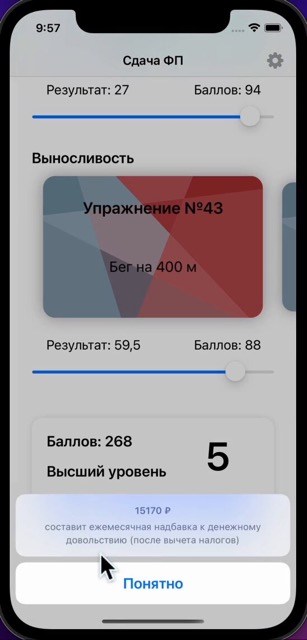 9:57
Сдача ФП
Результат: 27 Баллов: 94
Выносливость
Упражнение №43
Бег на 400 м
Результат: 59,5 Баллов: 88
Баллов: 268
5
Высший уровень
15170 ₽
составит ежемесячная надбавка к денежному
довольствию (после вычета налогов)
Понятно